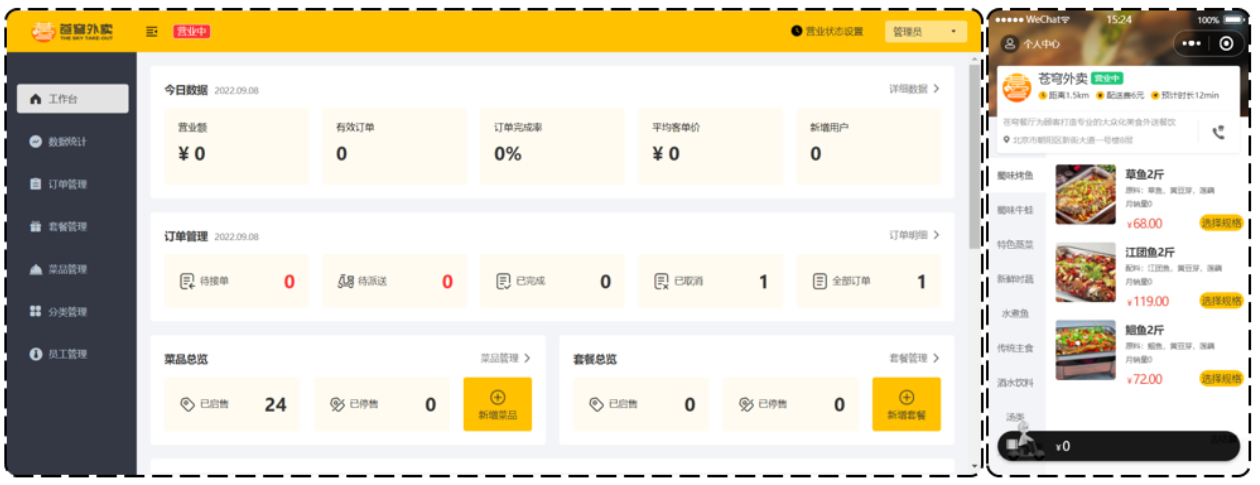 苍穹外卖
THE SKY TAKE-OUT
营业中
营业状态设置
管理员
工作台
数据统计
订单管理
套餐管理
菜品管理
分类管理
员工管理
今日数据 2022.09.08
详细数据
营业额
¥ 0
有效订单
0
订单完成率
0%
平均客单价
¥ 0
新增用户
0
订单管理 2022.09.08
订单明细
待接单 0
待派送 0
已完成 0
已取消 1
全部订单 1
菜品总览
菜品管理
已启售 24
已停售 0
新增菜品
套餐总览
套餐管理
已启售 0
已停售 0
新增套餐
WeChat 15:24 100%
个人中心
苍穹外卖 营业中
距离1.5km 配送费6元 预计时长12min
苍穹餐厅为顾客打造专业的大众化美食外送餐饮
北京市朝阳区新街大道一号楼8层
蜀味烤鱼
蜀味牛蛙
特色蒸菜
新鲜时蔬
水煮鱼
传统主食
酒水饮料
汤类
草鱼2斤
原料：草鱼，黄豆芽，莲藕
月销量0
¥68.00 选择规格
江团鱼2斤
配料：江团鱼，黄豆芽，莲藕
月销量0
¥119.00 选择规格
鮰鱼2斤
原料：鮰鱼，黄豆芽，莲藕
月销量0
¥72.00 选择规格
¥0